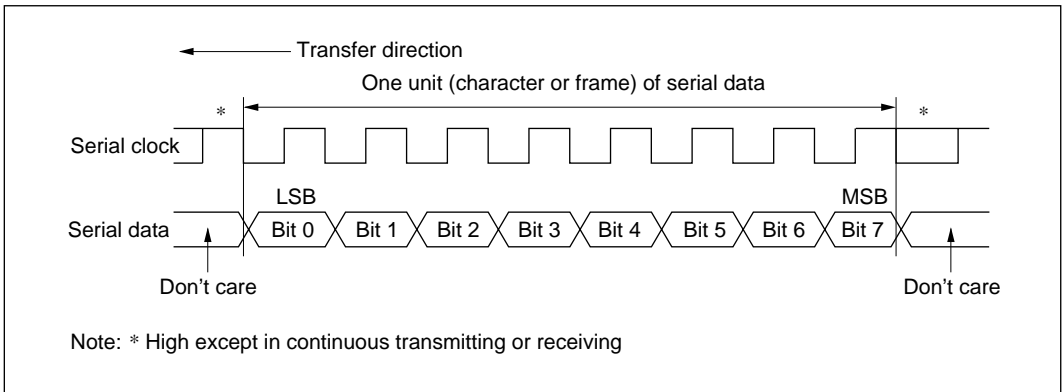 Transfer direction
One unit (character or frame) of serial data
* *
Serial clock
LSB MSB
Serial data Bit 0 Bit 1 Bit 2 Bit 3 Bit 4 Bit 5 Bit 6 Bit 7
Don't care Don't care
Note: * High except in continuous transmitting or receiving